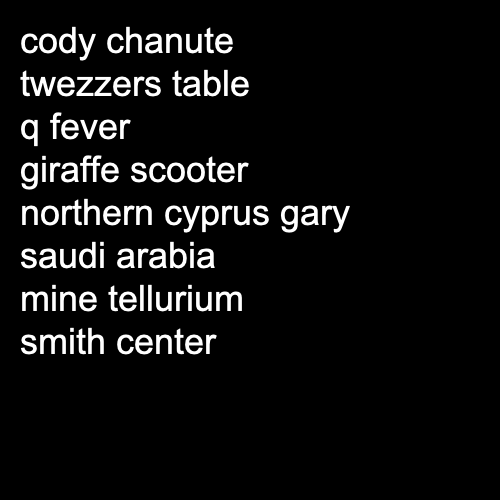 cody chanute
twezzers table
q fever
giraffe scooter
northern cyprus gary
saudi arabia
mine tellurium
smith center